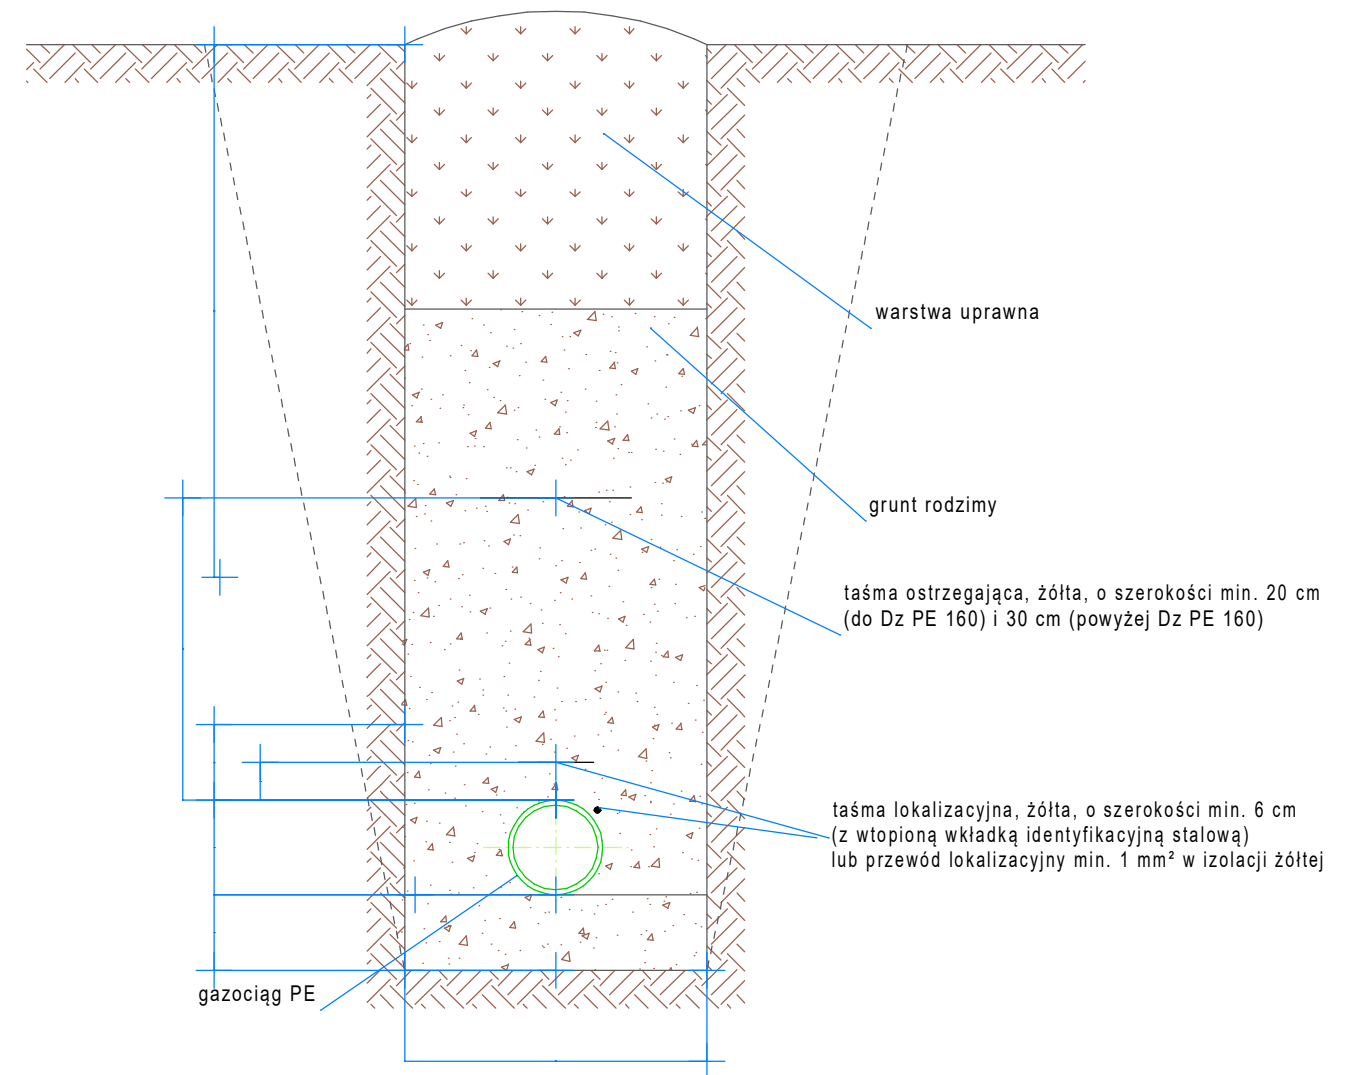 warstwa uprawna
grunt rodzimy
taśma ostrzegająca, żółta, o szerokości min. 20 cm
(do Dz PE 160) i 30 cm (powyżej Dz PE 160)
taśma lokalizacyjna, żółta, o szerokości min. 6 cm
(z wtopioną wkładką identyfikacyjną stalową)
lub przewód lokalizacyjny min. 1 mm² w izolacji żółtej
gazociąg PE